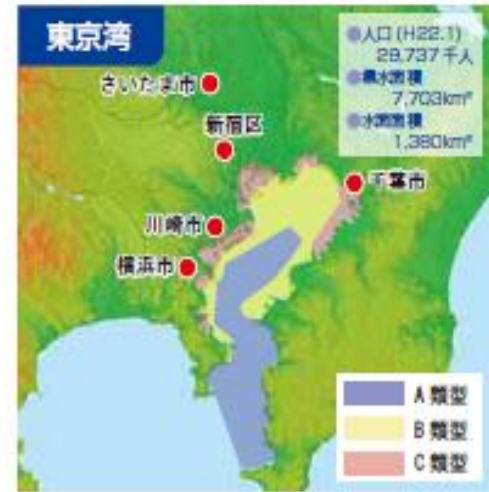 東京湾
●人口 (H22.1)
29,737 千人
●集水面積
7,703km²
●水面面積
1,380km²
さいたま市
新宿区
千葉市
川崎市
横浜市
A 類型
B 類型
C 類型